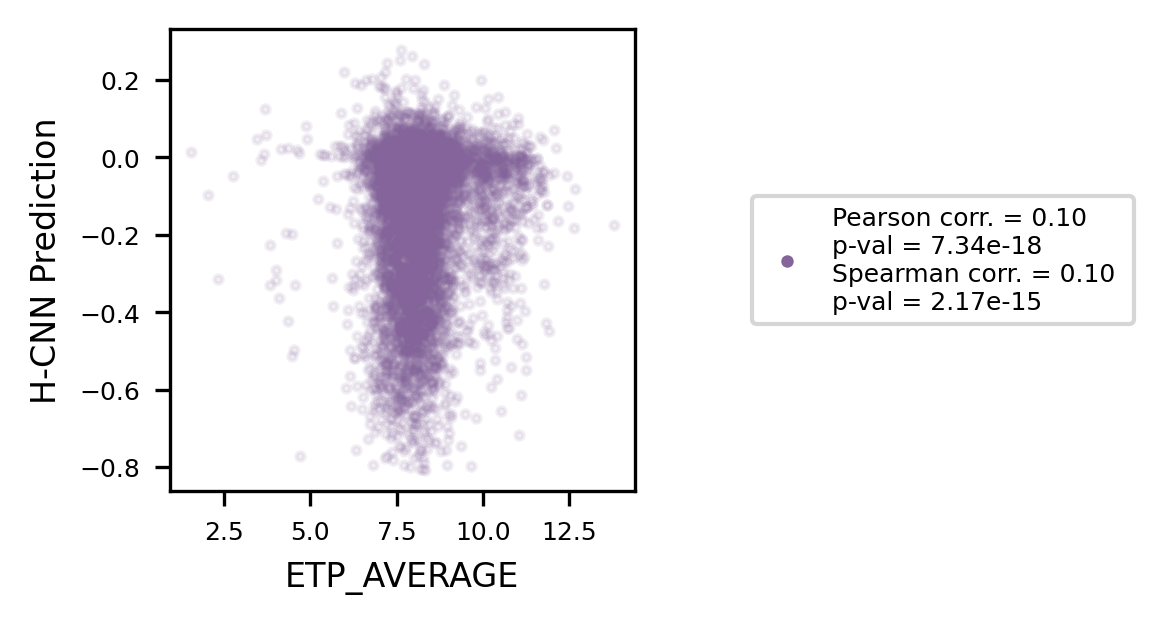 H-CNN Prediction
0.2
0.0
−0.2
−0.4
−0.6
−0.8
2.5 5.0 7.5 10.0 12.5
ETP_AVERAGE
Pearson corr. = 0.10
p-val = 7.34e-18
Spearman corr. = 0.10
p-val = 2.17e-15